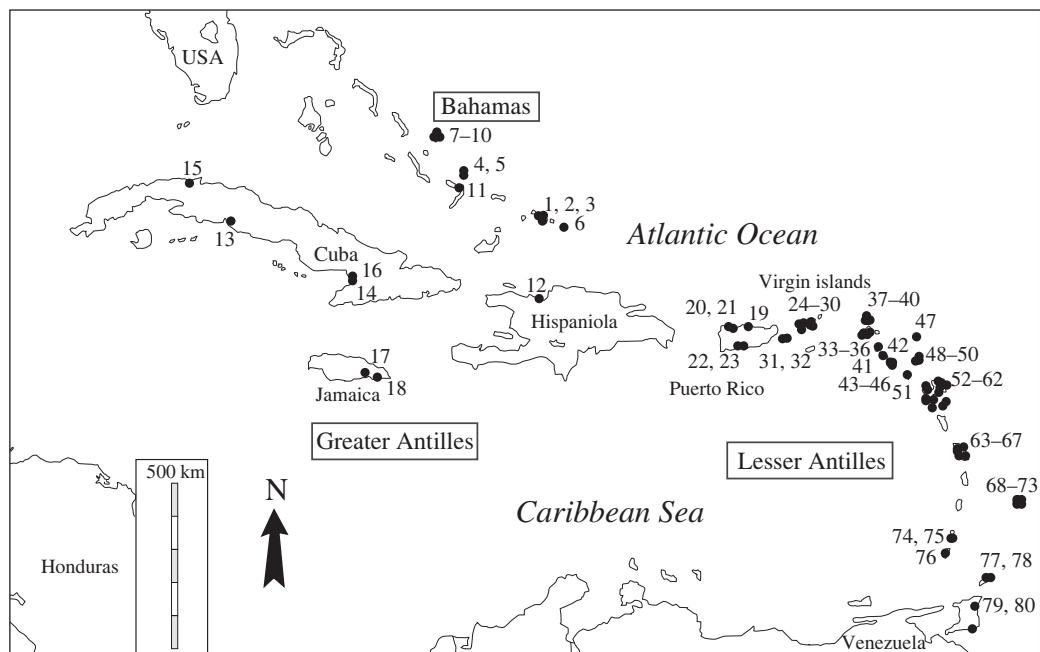 USA
Bahamas
7–10
4, 5
15
11
1, 2, 3
6
Atlantic Ocean
13
Cuba
16
14
12
Hispaniola
Virgin islands
20, 21
19
24–30
37–40
47
22, 23
31, 32
33–36
42
41
48–50
43–46
51
52–62
Puerto Rico
17
18
Jamaica
Greater Antilles
Lesser Antilles
63–67
68–73
500 km
N
Caribbean Sea
74, 75
76
77, 78
Honduras
79, 80
Venezuela